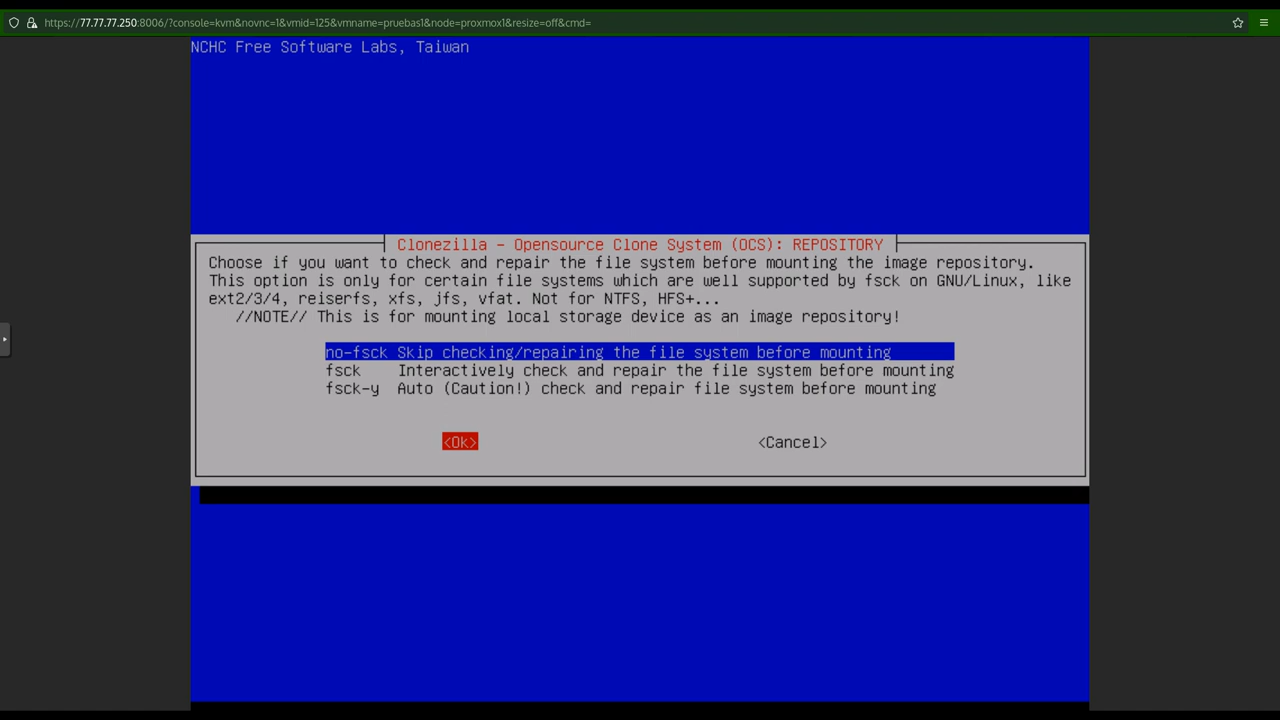 https://77.77.77.250:8006/?console=kvm&novnc=1&vmid=125&vmname=pruebas1&node=proxmox1&resize=off&cmd=
NCHC Free Software Labs, Taiwan
Clonezilla - Opensource Clone System (OCS): REPOSITORY
Choose if you want to check and repair the file system before mounting the image repository.
This option is only for certain file systems which are well supported by fsck on GNU/Linux, like
ext2/3/4, reiserfs, xfs, jfs, vfat. Not for NTFS, HFS+...
//NOTE// This is for mounting local storage device as an image repository!
no-fsck Skip checking/repairing the file system before mounting
fsck Interactively check and repair the file system before mounting
fsck-y Auto (Caution!) check and repair file system before mounting
<Ok> <Cancel>